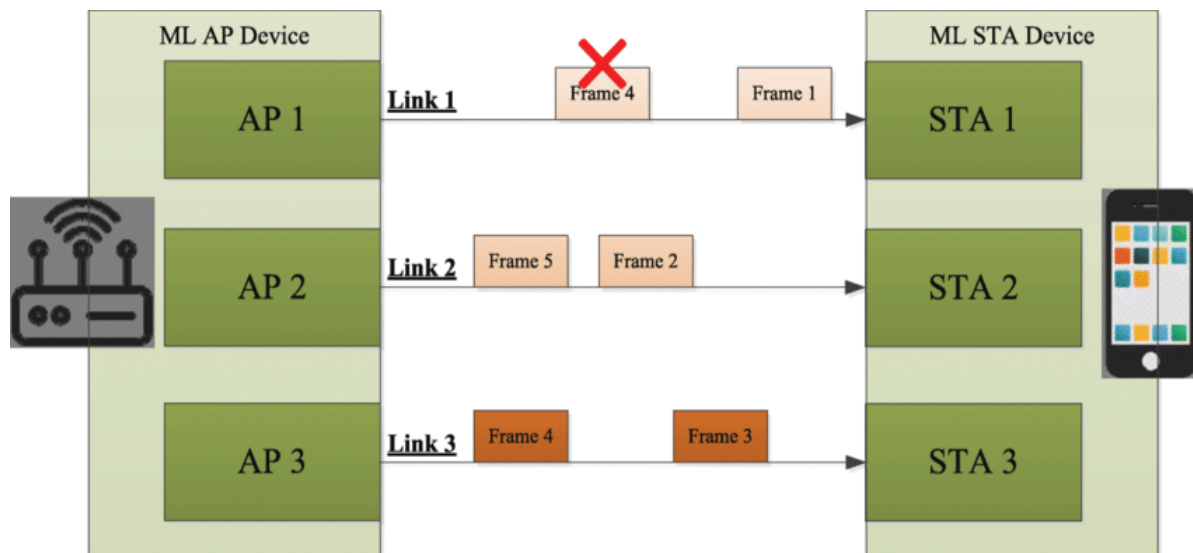 ML AP Device
ML STA Device
AP 1
Link 1
Frame 4
Frame 1
STA 1
AP 2
Link 2
Frame 5
Frame 2
STA 2
AP 3
Link 3
Frame 4
Frame 3
STA 3